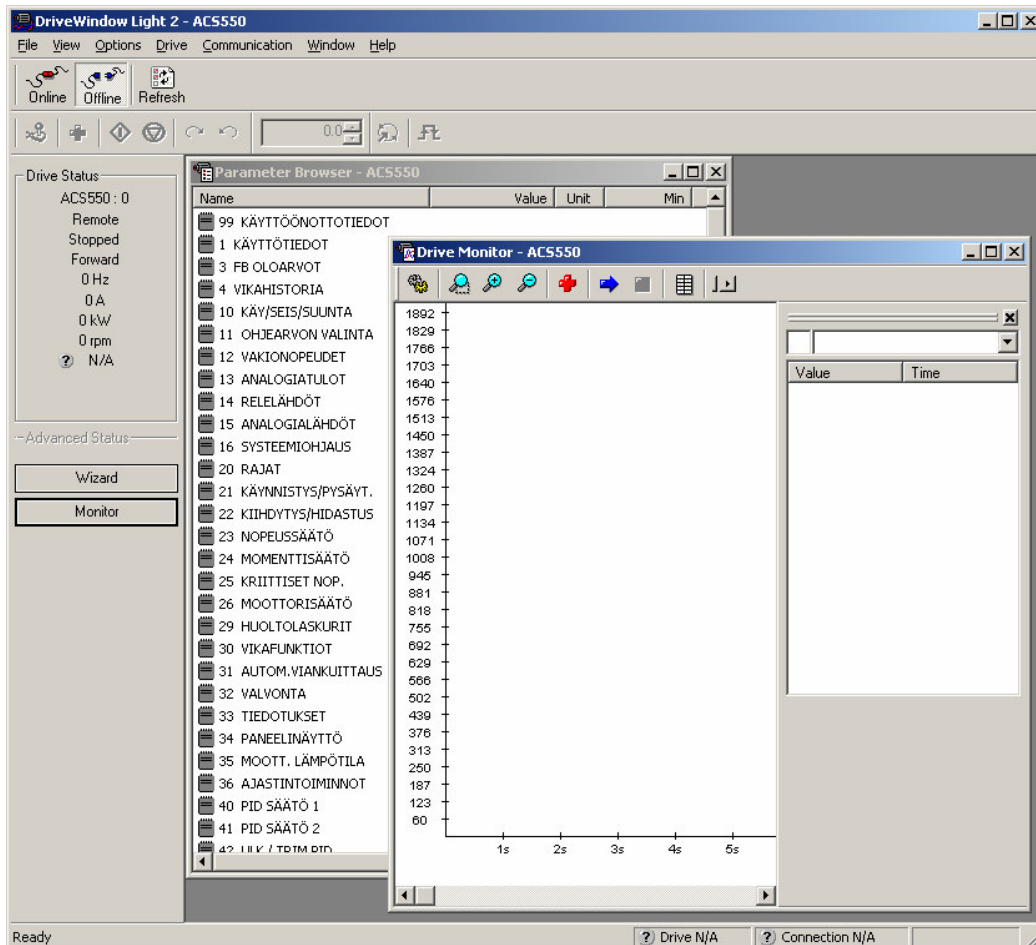 DriveWindow Light 2 - ACS550
File View Options Drive Communication Window Help
Online Offline Refresh
0.0
Drive Status
ACS550 : 0
Remote
Stopped
Forward
0 Hz
0 A
0 kW
0 rpm
? N/A
Advanced Status
Wizard
Monitor
Parameter Browser - ACS550
Name Value Unit Min
99 KÄYTTÖÖNOTTOTIEDOT
1 KÄYTTÖTIEDOT
3 FB OLOARVOT
4 VIKAHISTORIA
10 KÄY/SEIS/SUUNTA
11 OHJEARVON VALINTA
12 VAKIONOPEUDET
13 ANALOGIATULOT
14 RELELÄHDÖT
15 ANALOGIALÄHDÖT
16 SYSTEEMIOHJAUS
20 RAJAT
21 KÄYNNISTYS/PYSÄYT.
22 KIIHDYTYS/HIDASTUS
23 NOPEUSSÄÄTÖ
24 MOMENTTISÄÄTÖ
25 KRIITTISET NOP.
26 MOOTTORISÄÄTÖ
29 HUOLTOLASKURIT
30 VIKAFUNKTIOT
31 AUTOM.VIANKUITTAUS
32 VALVONTA
33 TIEDOTUKSET
34 PANEELINÄYTTÖ
35 MOOTT. LÄMPÖTILA
36 AJASTINTOIMINNOT
40 PID SÄÄTÖ 1
41 PID SÄÄTÖ 2
42 ULK / TRIM PID
Drive Monitor - ACS550
1892
1829
1766
1703
1640
1576
1513
1450
1387
1324
1260
1197
1134
1071
1008
945
881
818
755
692
629
566
502
439
376
313
250
187
123
60
1s 2s 3s 4s 5s
Value Time
Ready ? Drive N/A ? Connection N/A